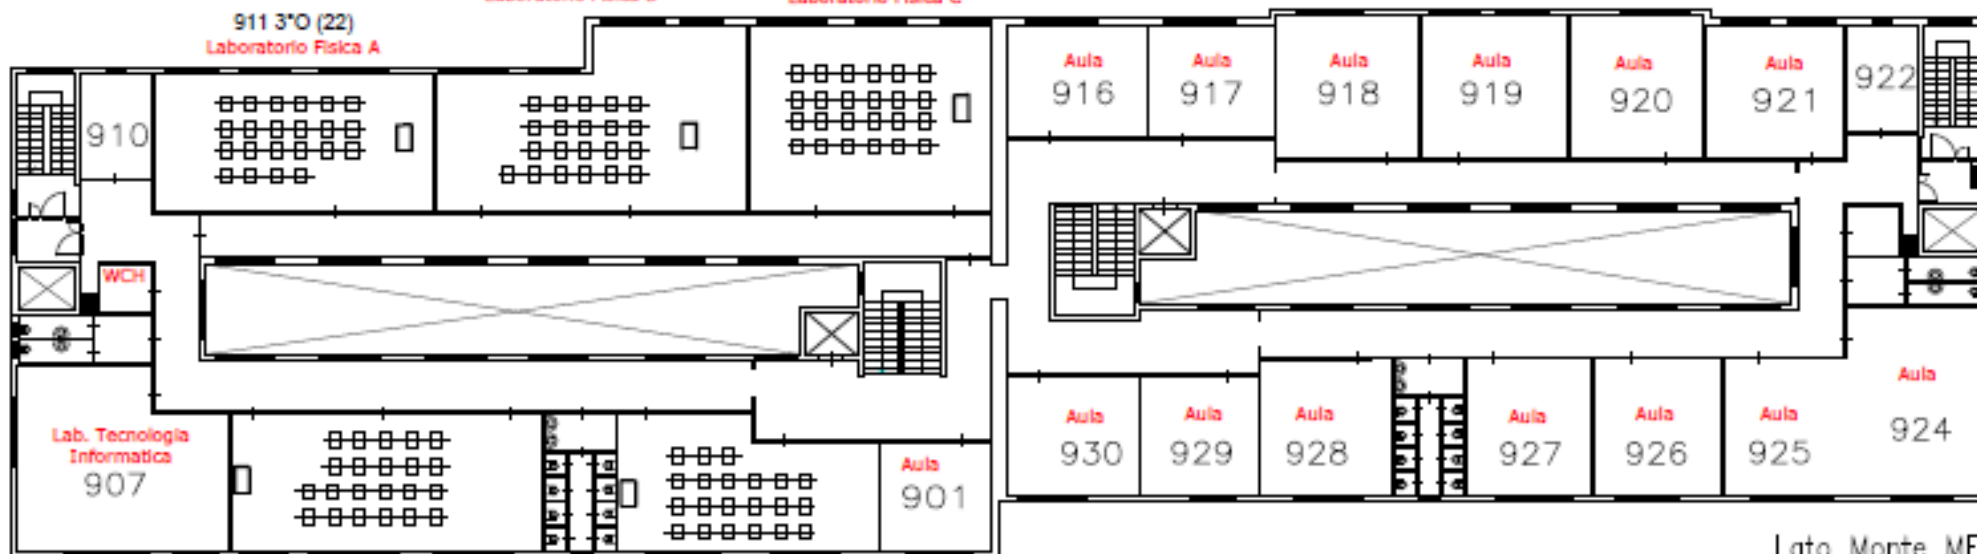 911 3°O (22)
Laboratorio Fisica A
910
Aula
916
Aula
917
Aula
918
Aula
919
Aula
920
Aula
921
922
WCH
Lab. Tecnologia
Informatica
907
Aula
901
Aula
930
Aula
929
Aula
928
Aula
927
Aula
926
Aula
925
Aula
924